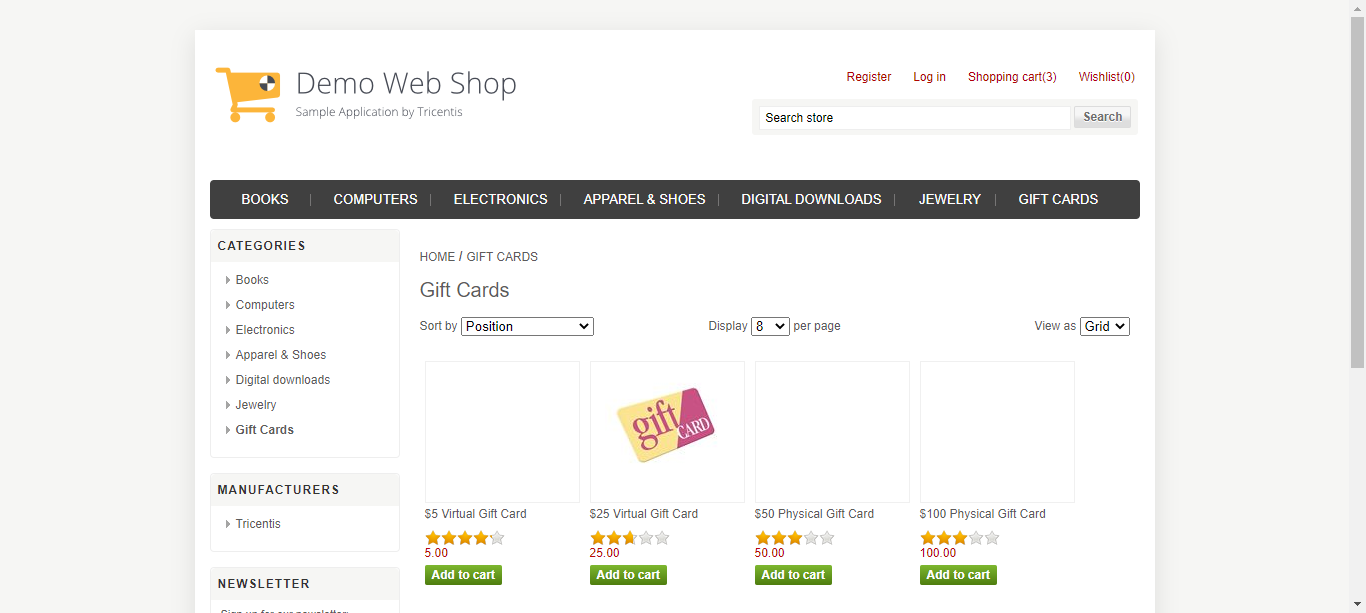 Demo Web Shop
Sample Application by Tricentis
Register Log in Shopping cart(3) Wishlist(0)
Search store Search
BOOKS COMPUTERS ELECTRONICS APPAREL & SHOES DIGITAL DOWNLOADS JEWELRY GIFT CARDS
CATEGORIES
Books
Computers
Electronics
Apparel & Shoes
Digital downloads
Jewelry
Gift Cards
MANUFACTURERS
Tricentis
NEWSLETTER
Sign up for our newsletter:
HOME / GIFT CARDS
Gift Cards
Sort by Position Display 8 per page View as Grid
gift CARD
$5 Virtual Gift Card $25 Virtual Gift Card $50 Physical Gift Card $100 Physical Gift Card
5.00 25.00 50.00 100.00
Add to cart Add to cart Add to cart Add to cart